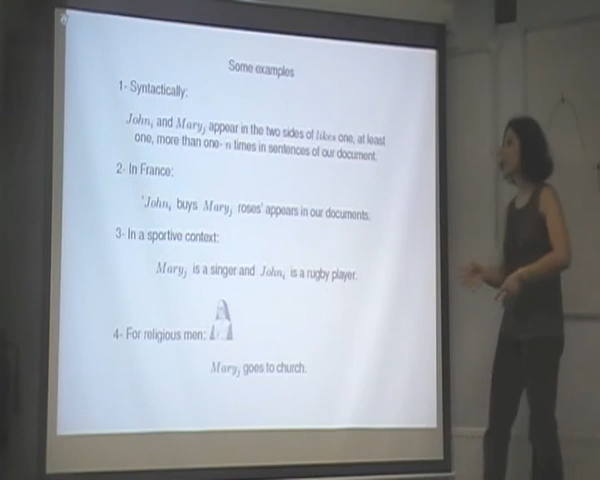 Some examples
1- Syntactically:
John_i and Mary_j appear in the two sides of likes one, at least
one, more than one- n times in sentences of our document.
2- In France:
'John_i buys Mary_j roses' appears in our documents.
3- In a sportive context:
Mary_j is a singer and John_i is a rugby player.
4- For religious men:
Mary_j goes to church.